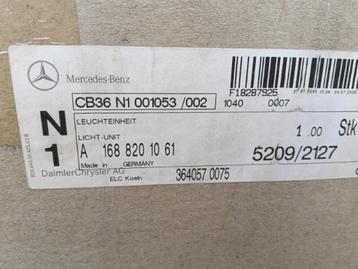 Mercedes-Benz
F18287925
CB36 N1 001053 /002
1040 0007
N
1
LEUCHTEINHEIT
LICHT-UNIT
1 .00 Stk
A 168 820 10 61
Made in GERMANY
5209/2127
DaimlerChrysler AG
ELC Koeln
364057 0075